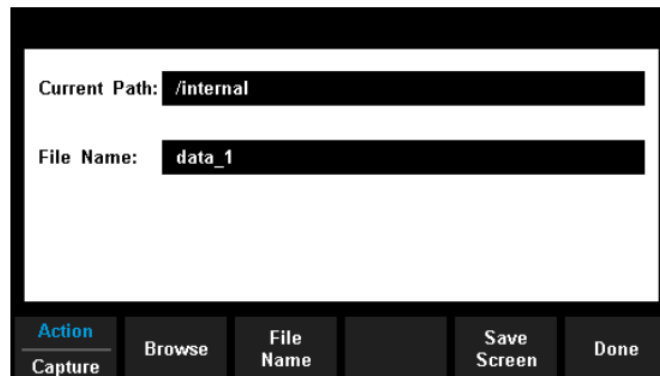 Current Path: /internal
File Name: data_1
Action
Capture
Browse
File
Name
Save
Screen
Done